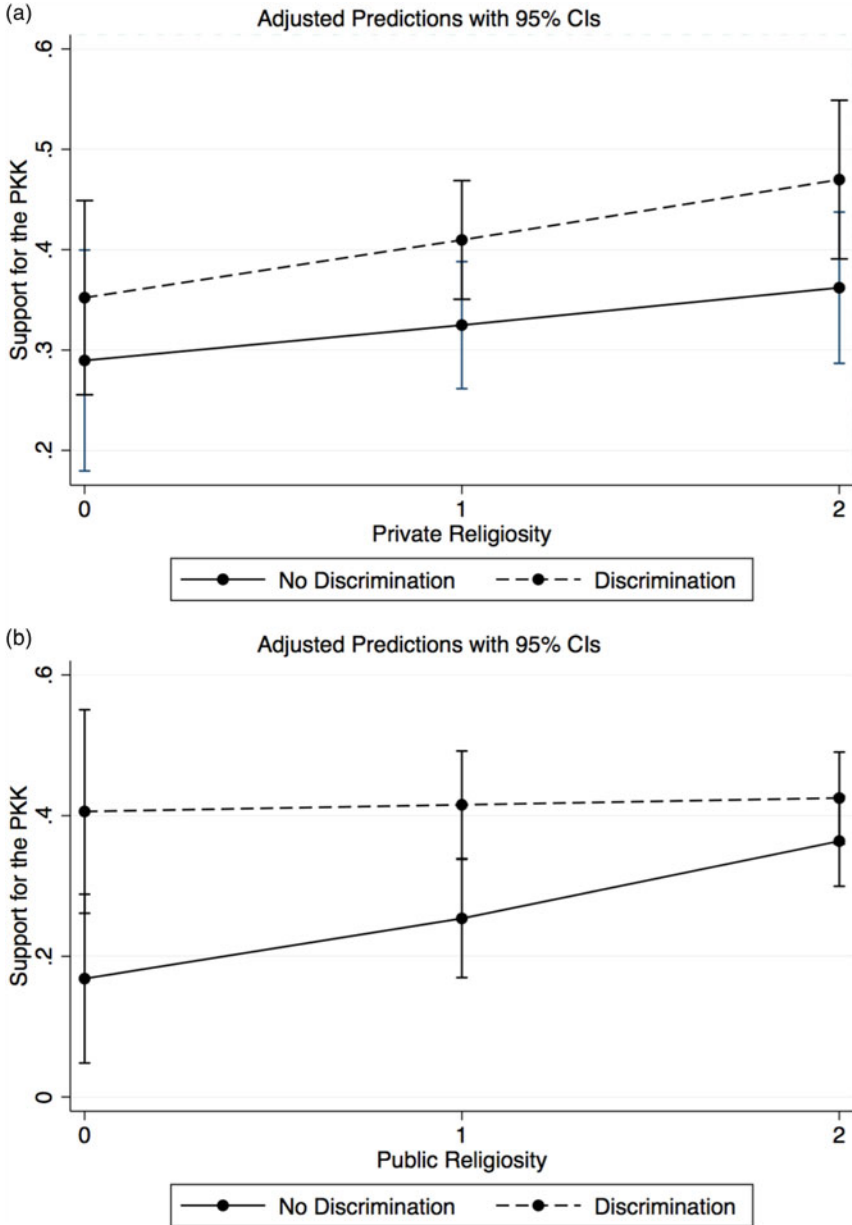 (a)
Adjusted Predictions with 95% CIs
Support for the PKK
.6
.5
.4
.3
.2
0
1
2
Private Religiosity
No Discrimination
Discrimination
(b)
Adjusted Predictions with 95% CIs
Support for the PKK
.6
.4
.2
0
0
1
2
Public Religiosity
No Discrimination
Discrimination